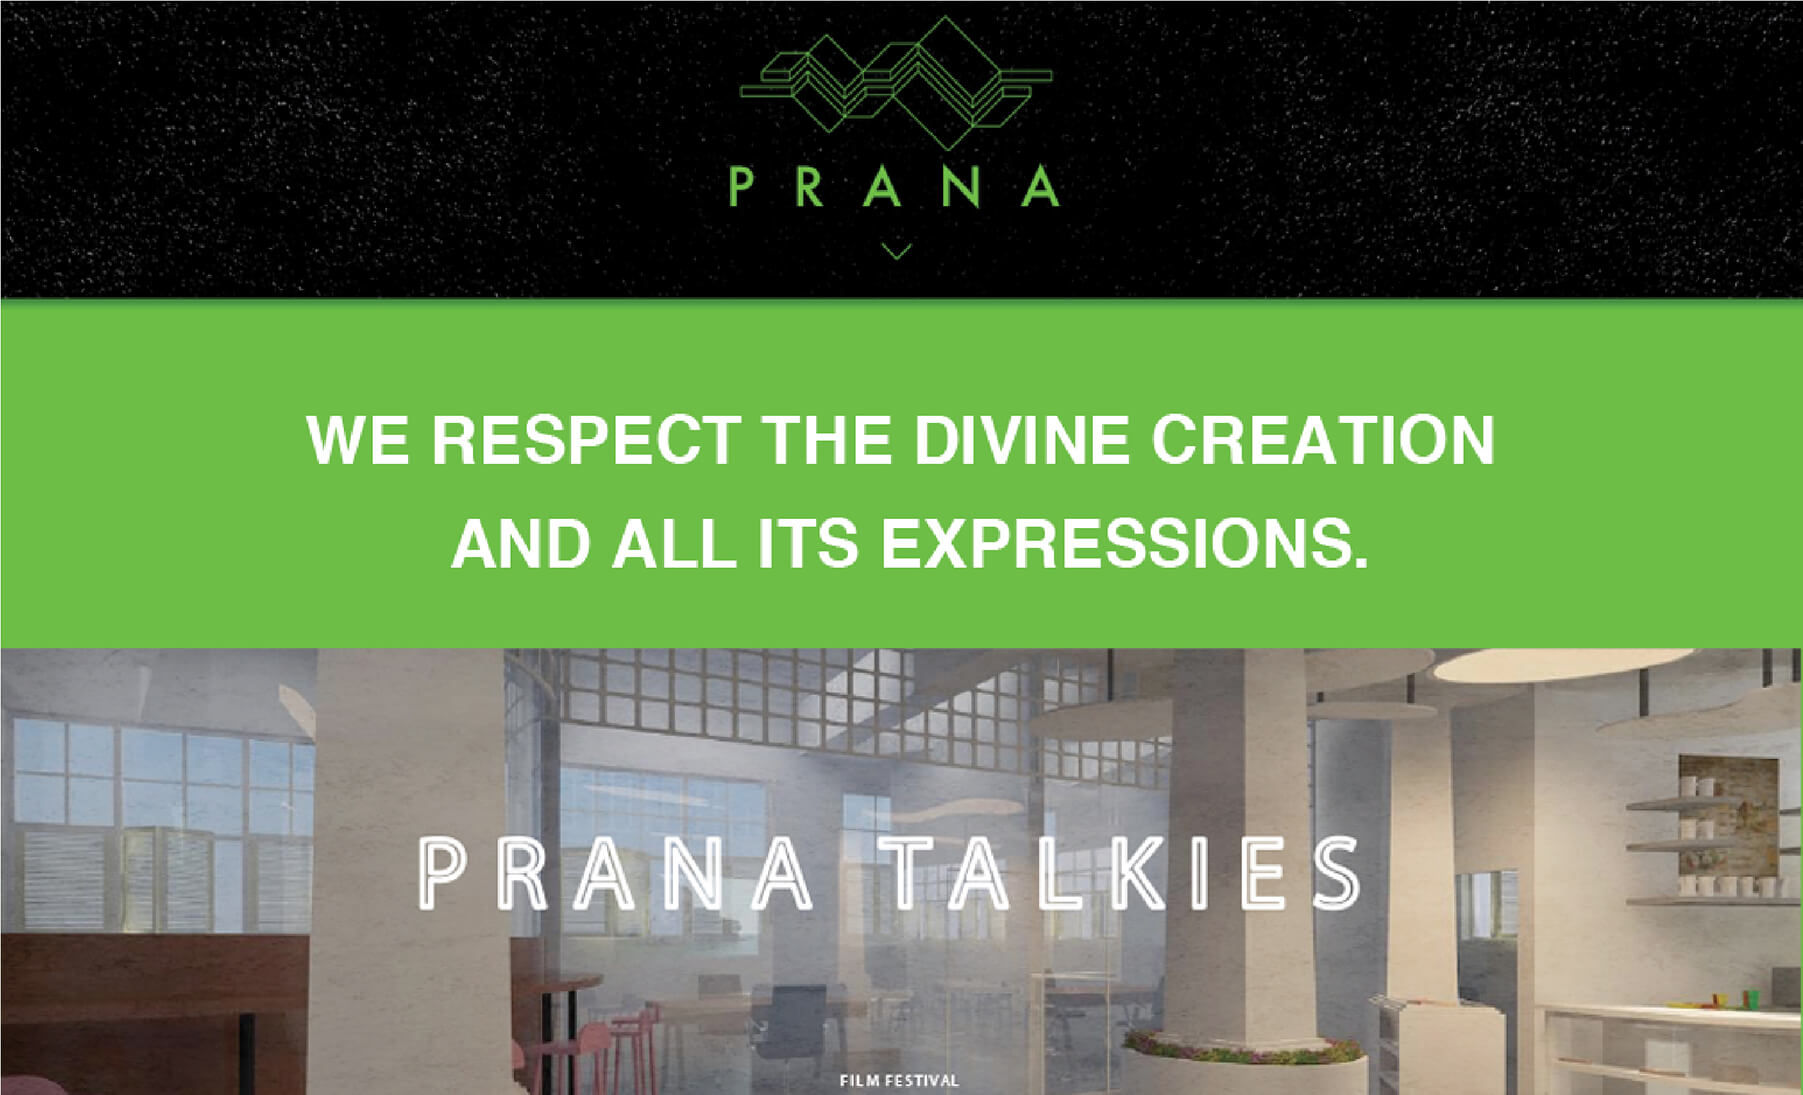 PRANA
WE RESPECT THE DIVINE CREATION
AND ALL ITS EXPRESSIONS.
PRANA TALKIES
FILM FESTIVAL